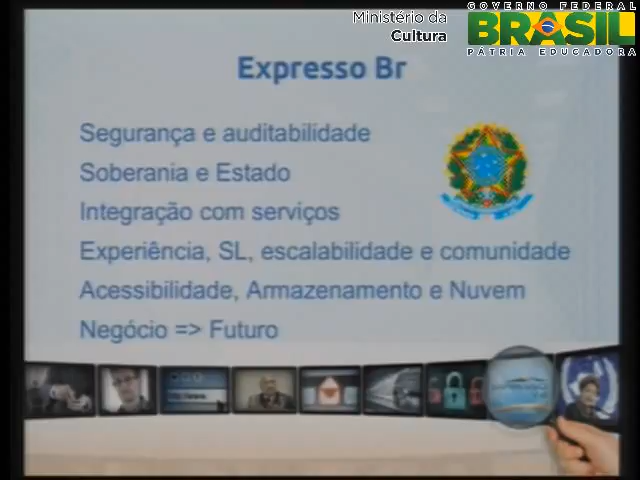 Ministério da
Cultura
GOVERNO FEDERAL
BRASIL
PÁTRIA EDUCADORA
Expresso Br
Segurança e auditabilidade
Soberania e Estado
Integração com serviços
Experiência, SL, escalabilidade e comunidade
Acessibilidade, Armazenamento e Nuvem
Negócio => Futuro